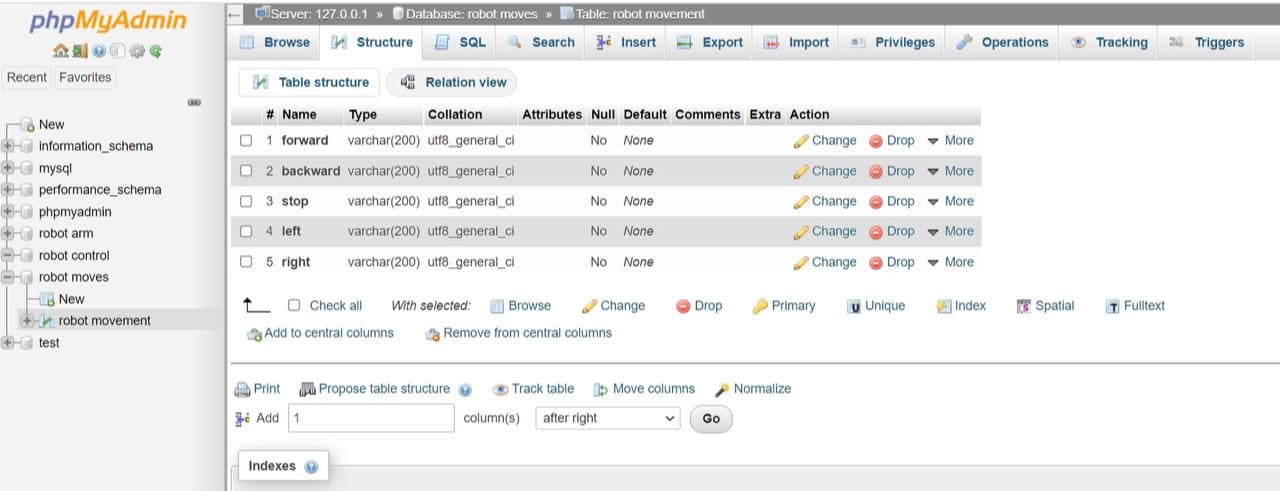 phpMyAdmin
Recent Favorites
New
information_schema
mysql
performance_schema
phpmyadmin
robot arm
robot control
robot moves
New
robot movement
test
Server: 127.0.0.1 » Database: robot moves » Table: robot movement
Browse Structure SQL Search Insert Export Import Privileges Operations Tracking Triggers
Table structure Relation view
# Name Type Collation Attributes Null Default Comments Extra Action
1 forward varchar(200) utf8_general_ci No None Change Drop More
2 backward varchar(200) utf8_general_ci No None Change Drop More
3 stop varchar(200) utf8_general_ci No None Change Drop More
4 left varchar(200) utf8_general_ci No None Change Drop More
5 right varchar(200) utf8_general_ci No None Change Drop More
Check all With selected: Browse Change Drop Primary Unique Index Spatial Fulltext
Add to central columns Remove from central columns
Print Propose table structure Track table Move columns Normalize
Add 1 column(s) after right Go
Indexes